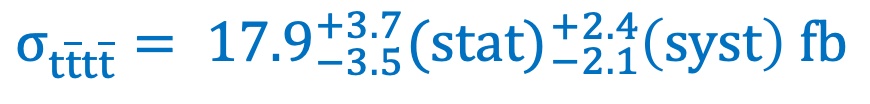 σ_{tt̄tt̄} = 17.9^{+3.7}_{−3.5}(stat)^{+2.4}_{−2.1}(syst) fb